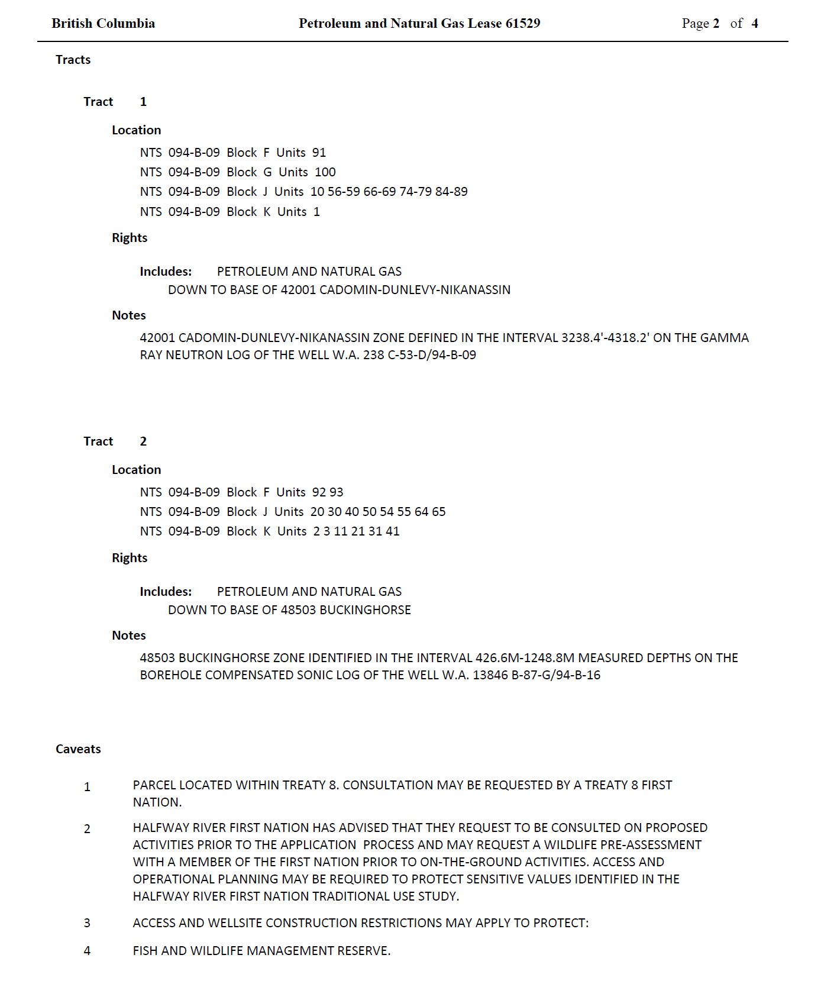 British Columbia Petroleum and Natural Gas Lease 61529 Page 2 of 4
Tracts
Tract 1
Location
NTS 094-B-09 Block F Units 91
NTS 094-B-09 Block G Units 100
NTS 094-B-09 Block J Units 10 56-59 66-69 74-79 84-89
NTS 094-B-09 Block K Units 1
Rights
Includes: PETROLEUM AND NATURAL GAS
DOWN TO BASE OF 42001 CADOMIN-DUNLEVY-NIKANASSIN
Notes
42001 CADOMIN-DUNLEVY-NIKANASSIN ZONE DEFINED IN THE INTERVAL 3238.4'-4318.2' ON THE GAMMA
RAY NEUTRON LOG OF THE WELL W.A. 238 C-53-D/94-B-09
Tract 2
Location
NTS 094-B-09 Block F Units 92 93
NTS 094-B-09 Block J Units 20 30 40 50 54 55 64 65
NTS 094-B-09 Block K Units 2 3 11 21 31 41
Rights
Includes: PETROLEUM AND NATURAL GAS
DOWN TO BASE OF 48503 BUCKINGHORSE
Notes
48503 BUCKINGHORSE ZONE IDENTIFIED IN THE INTERVAL 426.6M-1248.8M MEASURED DEPTHS ON THE
BOREHOLE COMPENSATED SONIC LOG OF THE WELL W.A. 13846 B-87-G/94-B-16
Caveats
1 PARCEL LOCATED WITHIN TREATY 8. CONSULTATION MAY BE REQUESTED BY A TREATY 8 FIRST
NATION.
2 HALFWAY RIVER FIRST NATION HAS ADVISED THAT THEY REQUEST TO BE CONSULTED ON PROPOSED
ACTIVITIES PRIOR TO THE APPLICATION PROCESS AND MAY REQUEST A WILDLIFE PRE-ASSESSMENT
WITH A MEMBER OF THE FIRST NATION PRIOR TO ON-THE-GROUND ACTIVITIES. ACCESS AND
OPERATIONAL PLANNING MAY BE REQUIRED TO PROTECT SENSITIVE VALUES IDENTIFIED IN THE
HALFWAY RIVER FIRST NATION TRADITIONAL USE STUDY.
3 ACCESS AND WELLSITE CONSTRUCTION RESTRICTIONS MAY APPLY TO PROTECT:
4 FISH AND WILDLIFE MANAGEMENT RESERVE.